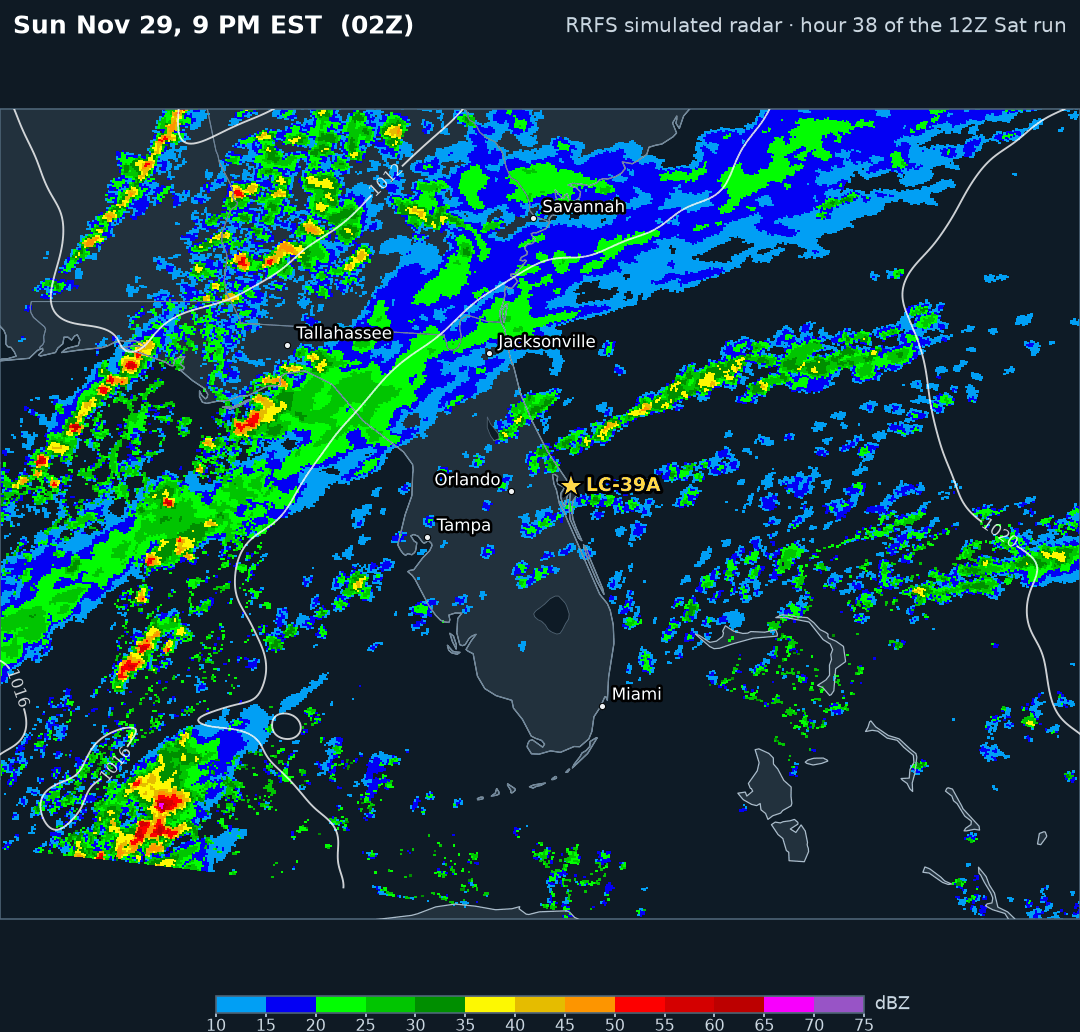 Sun Nov 29, 9 PM EST (02Z)
RRFS simulated radar · hour 38 of the 12Z Sat run
1012
Savannah
Tallahassee
Jacksonville
Orlando
LC-39A
Tampa
1020
1016
Miami
1016
dBZ
10 15 20 25 30 35 40 45 50 55 60 65 70 75